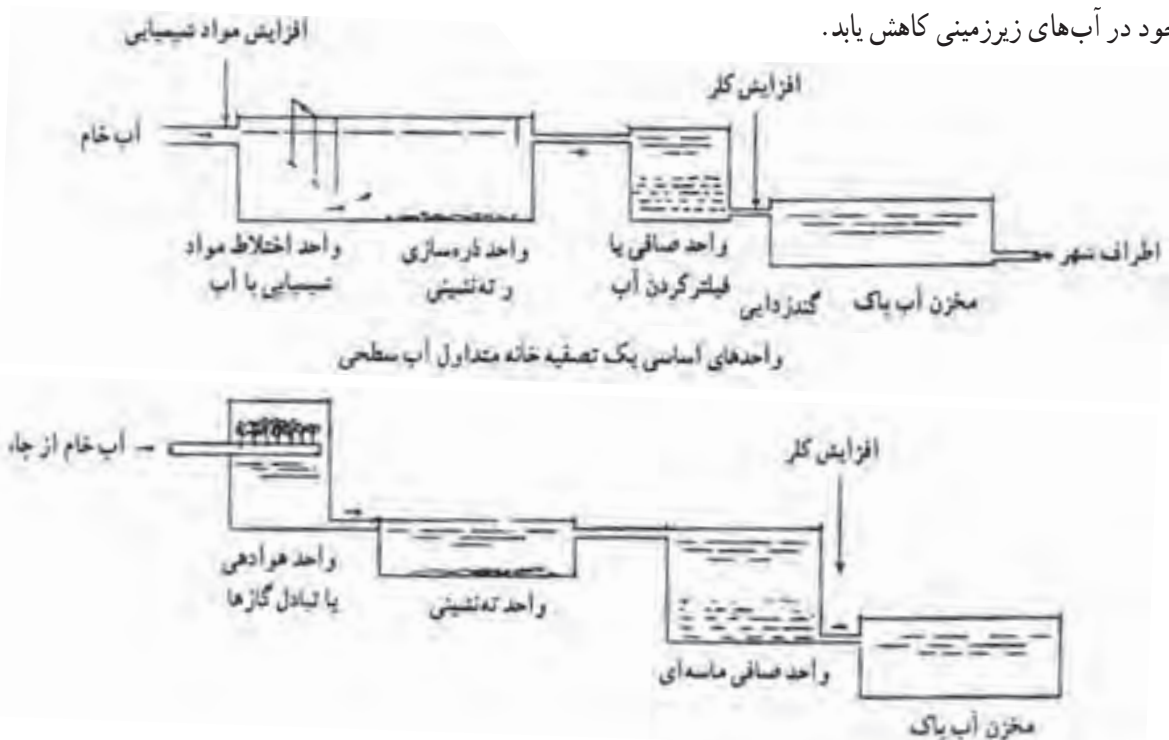 خود در آب‌های زیرزمینی کاهش یابد.
افزایش مواد شیمیایی
افزایش کلر
آب خام
اطراف شهر
واحد اختلاط مواد
شیمیایی با آب
واحد ذره‌سازی
و ته‌نشینی
واحد صافی یا
فیلتر کردن آب
گندزدایی
مخزن آب پاک
واحدهای اساسی یک تصفیه خانه متداول آب سطحی
آب خام از چاه
افزایش کلر
واحد هوادهی
یا تبادل گازها
واحد ته‌نشینی
واحد صافی ماسه‌ای
مخزن آب پاک